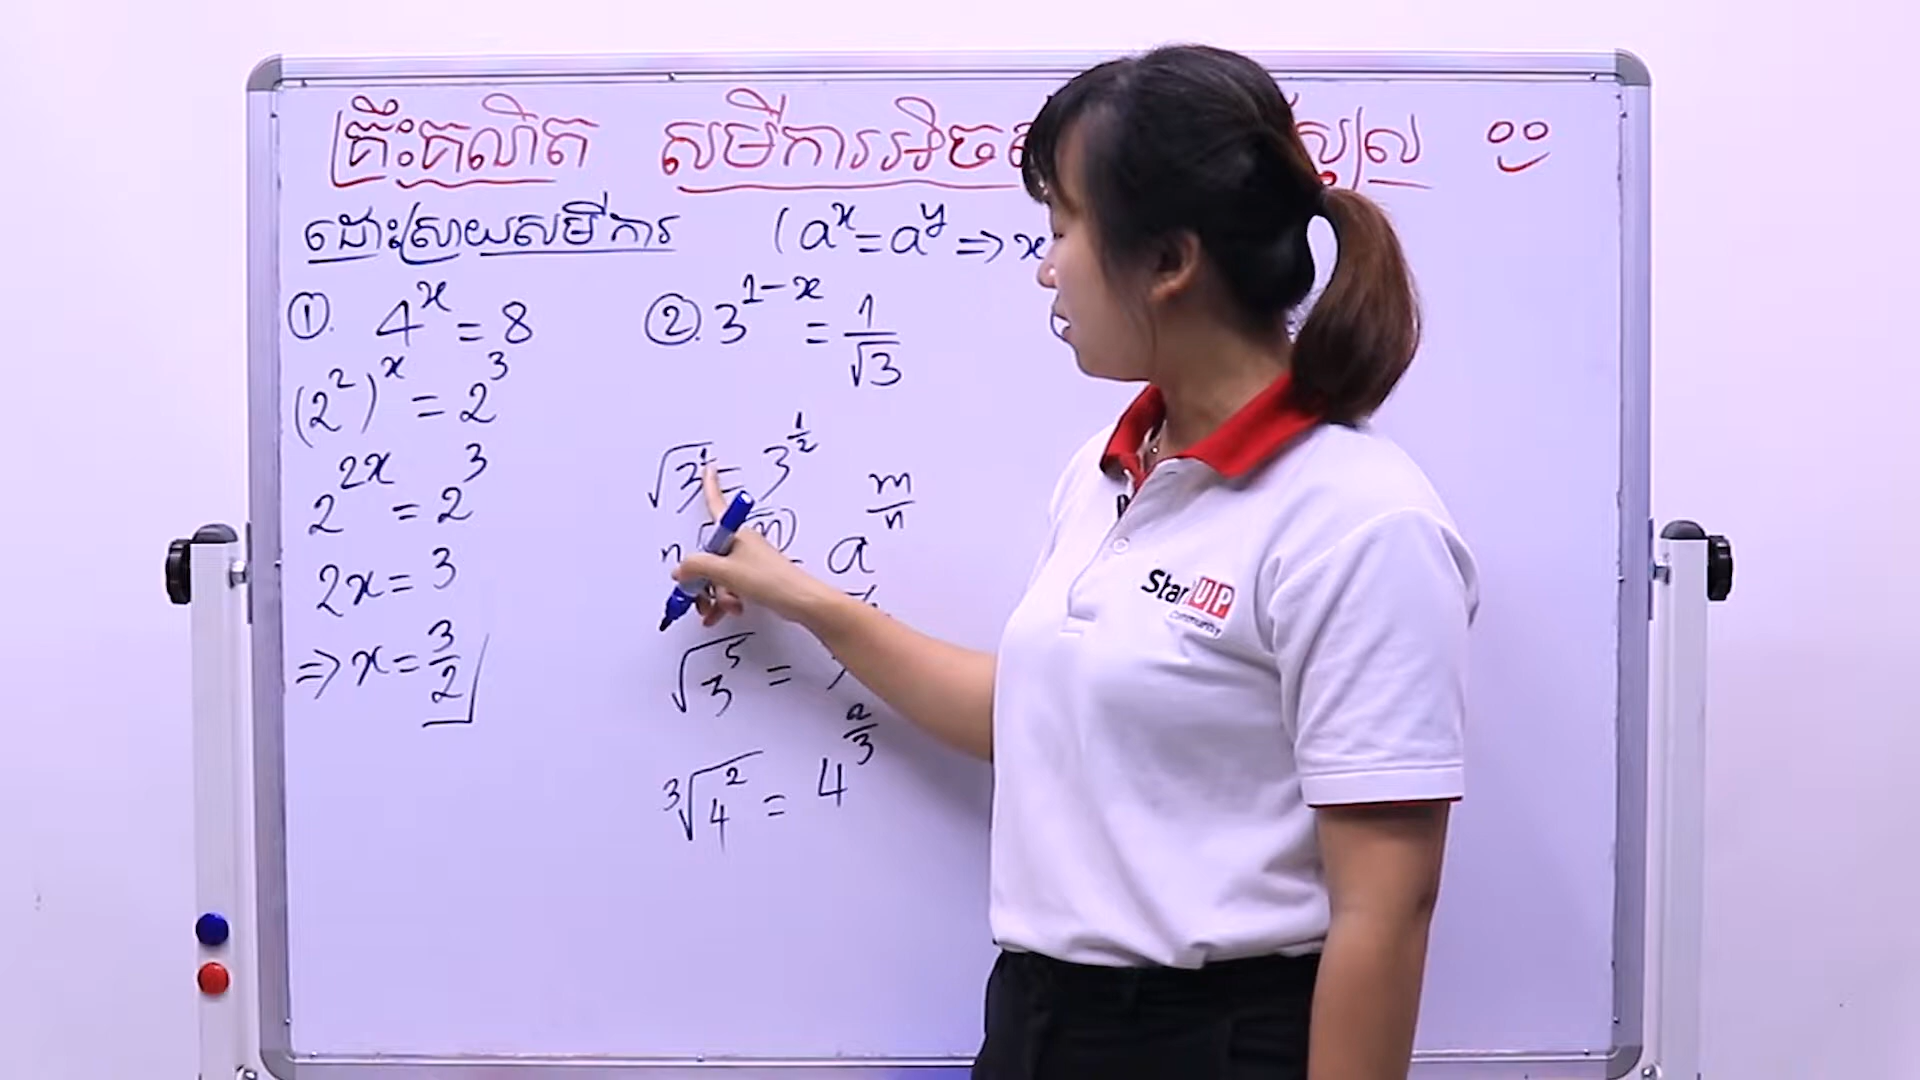 គ្រឹះគណិត សមីការអិច ស្ប៉ូណង់ស្យែល
ដោះស្រាយសមីការ (a^x = a^y => x
①. 4^x = 8
(2^2)^x = 2^3
2^{2x} = 2^3
2x = 3
=> x = 3/2
②. 3^{1-x} = 1/√3
√3^1 = 3^{1/2}
a^{m/n}
√3^5 =
∛4^2 = 4^{2/3}
StartUP
community